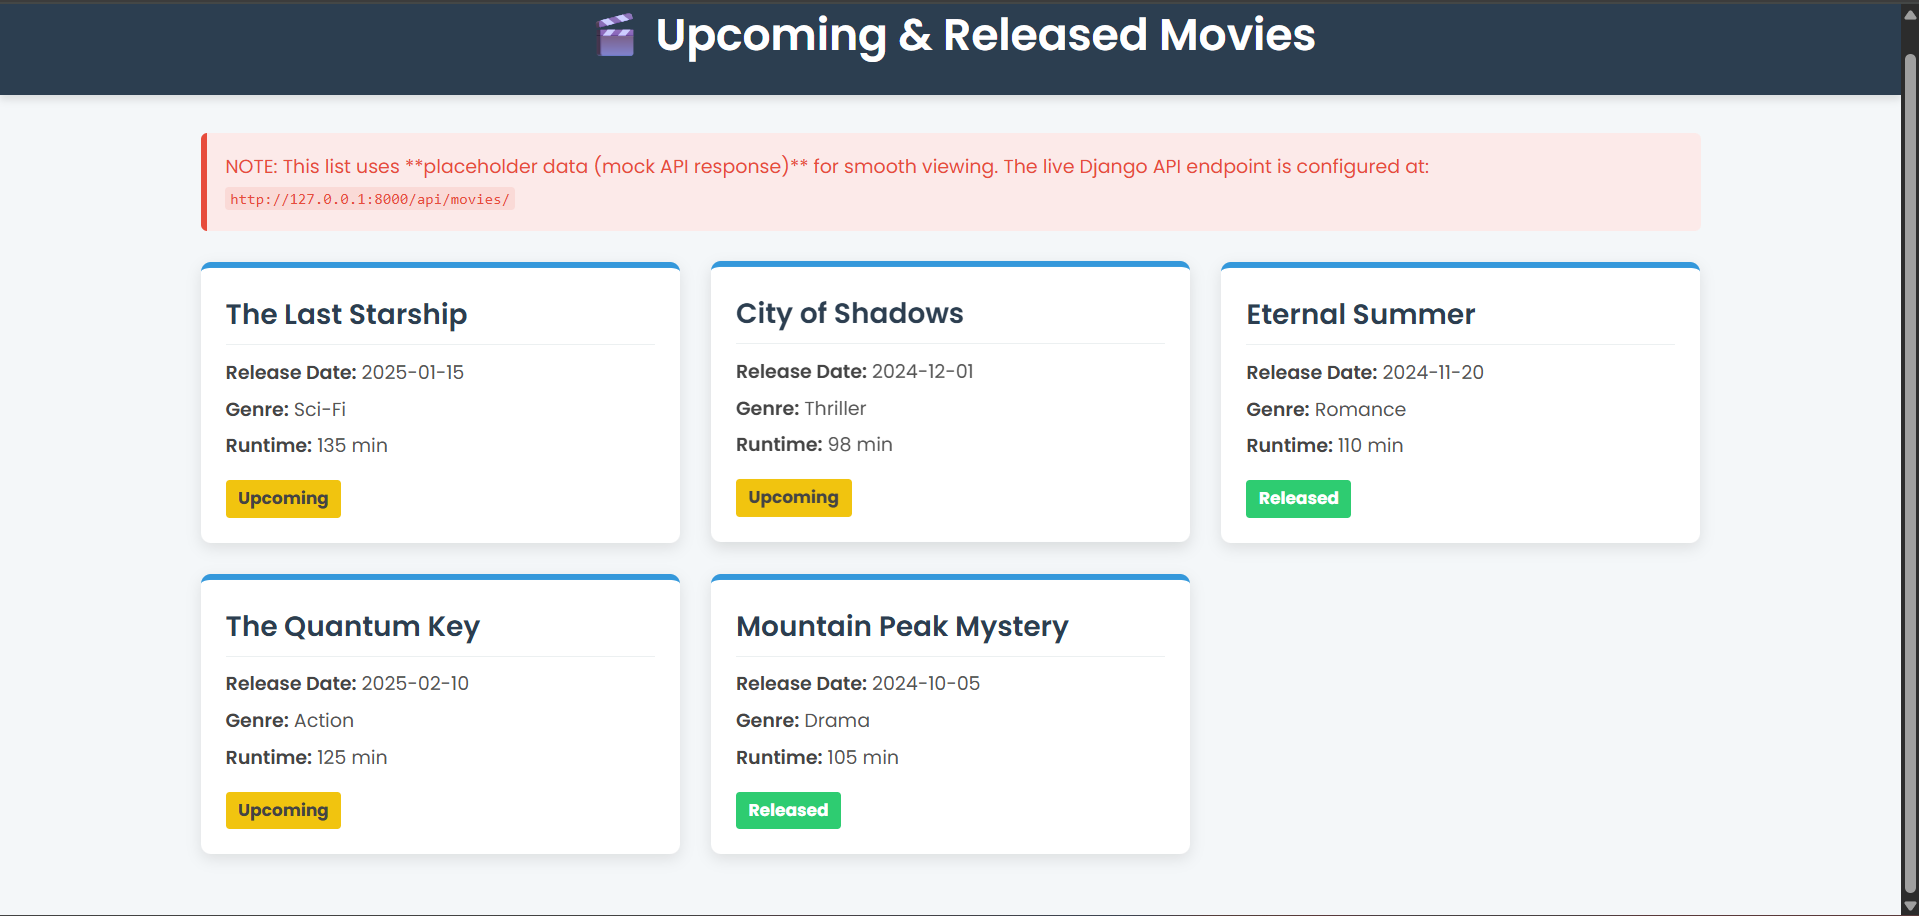 Upcoming & Released Movies
NOTE: This list uses **placeholder data (mock API response)** for smooth viewing. The live Django API endpoint is configured at:
http://127.0.0.1:8000/api/movies/
The Last Starship
Release Date: 2025-01-15
Genre: Sci-Fi
Runtime: 135 min
Upcoming
City of Shadows
Release Date: 2024-12-01
Genre: Thriller
Runtime: 98 min
Upcoming
Eternal Summer
Release Date: 2024-11-20
Genre: Romance
Runtime: 110 min
Released
The Quantum Key
Release Date: 2025-02-10
Genre: Action
Runtime: 125 min
Upcoming
Mountain Peak Mystery
Release Date: 2024-10-05
Genre: Drama
Runtime: 105 min
Released